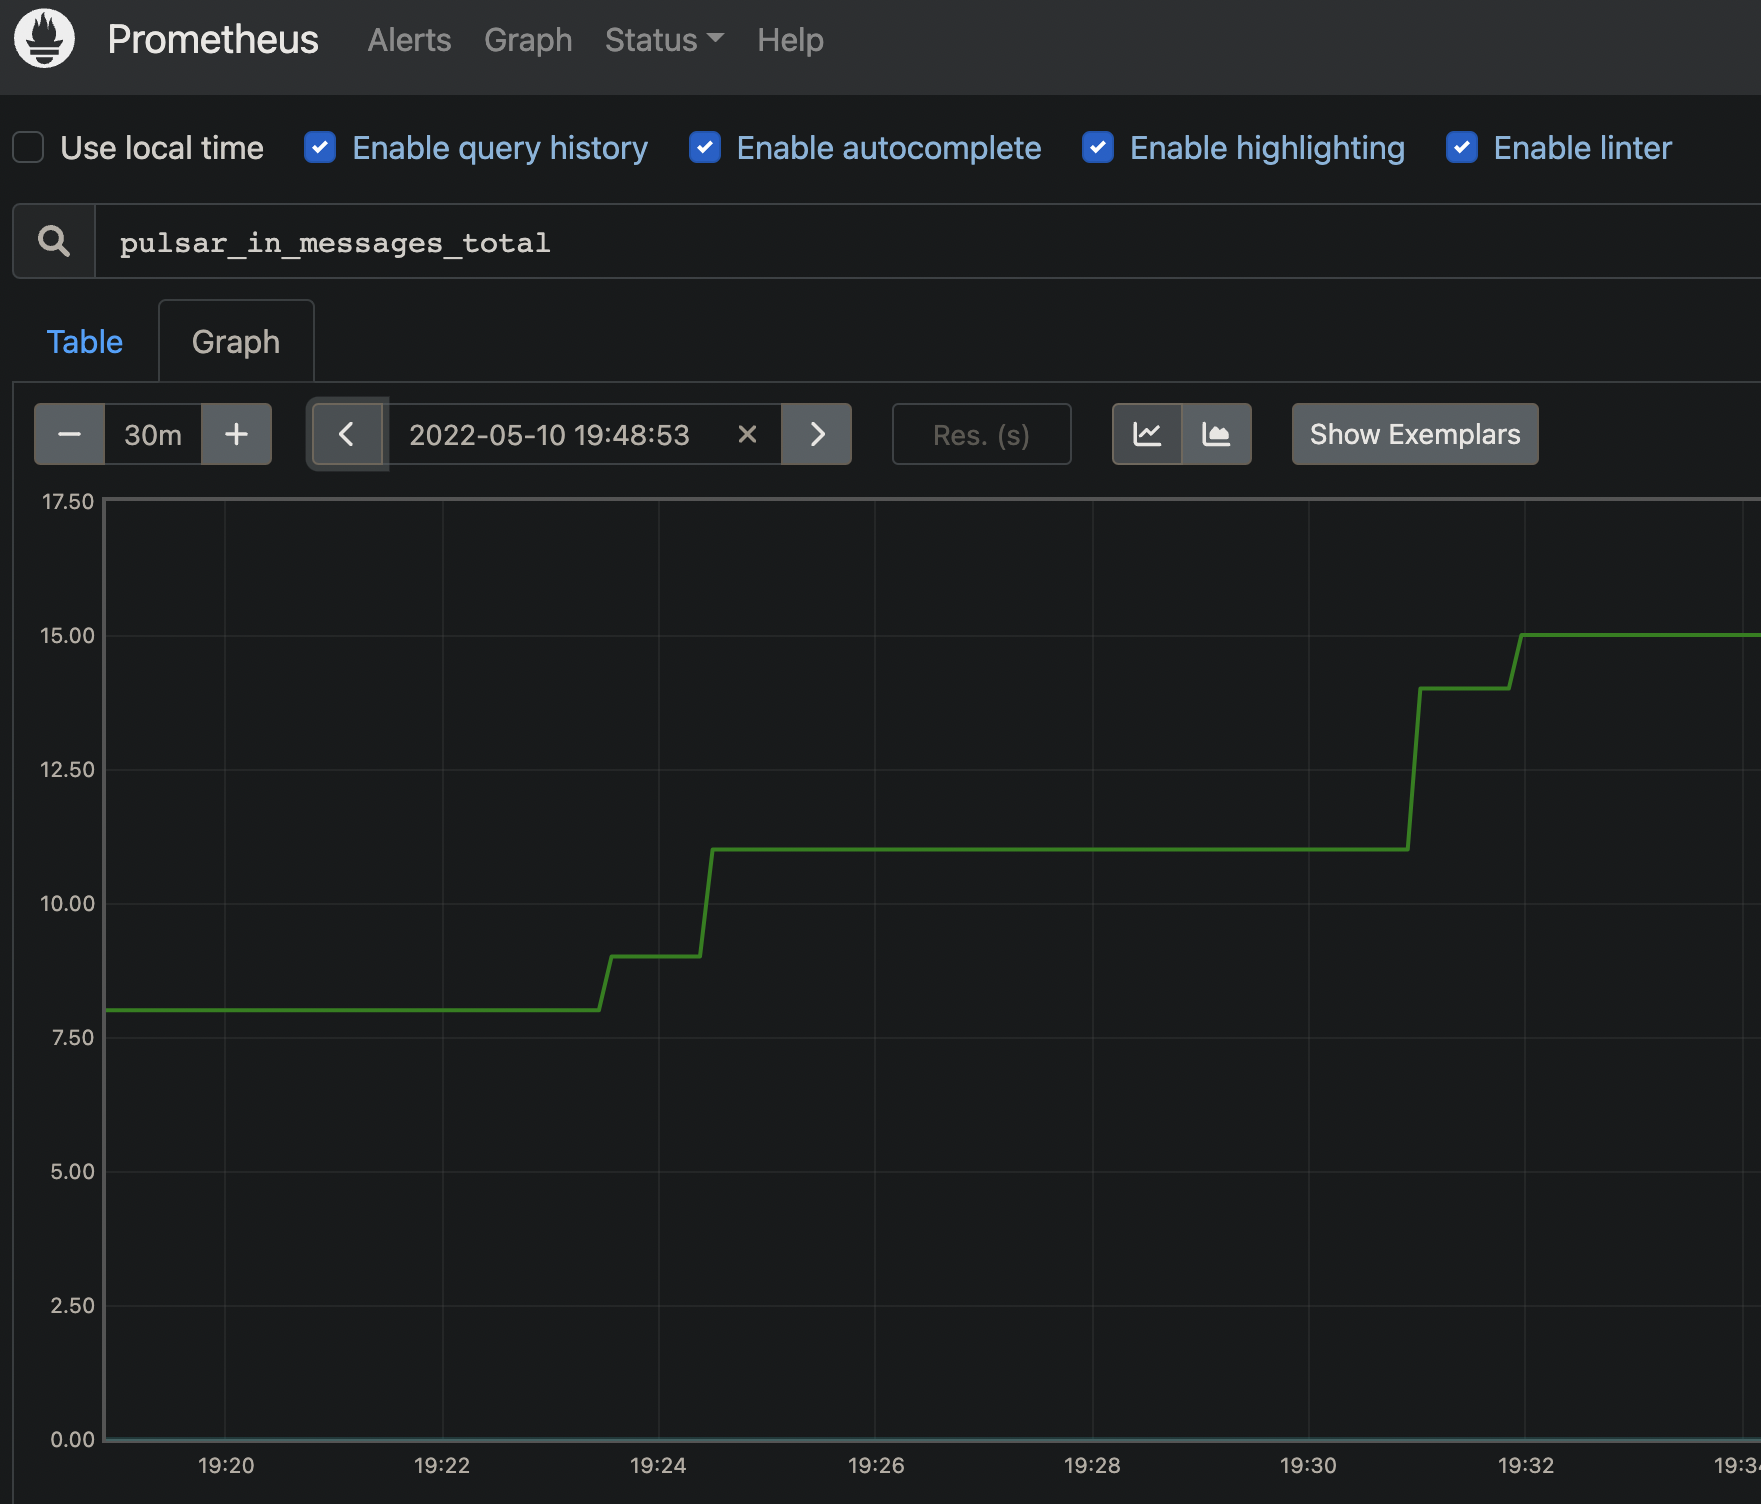 Prometheus Alerts Graph Status Help
Use local time Enable query history Enable autocomplete Enable highlighting Enable linter
pulsar_in_messages_total
Table Graph
30m 2022-05-10 19:48:53 Res. (s) Show Exemplars
17.50
15.00
12.50
10.00
7.50
5.00
2.50
0.00
19:20 19:22 19:24 19:26 19:28 19:30 19:32